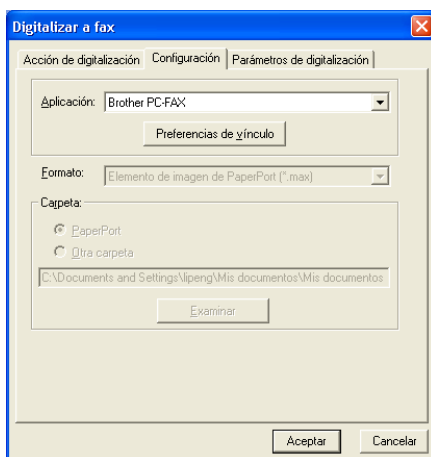 Digitalizar a fax
Acción de digitalización Configuración Parámetros de digitalización
Aplicación: Brother PC-FAX
Preferencias de vínculo
Formato: Elemento de imagen de PaperPort (*.max)
Carpeta:
PaperPort
Otra carpeta
C:\Documents and Settings\lipeng\Mis documentos\Mis documentos
Examinar
Aceptar Cancelar